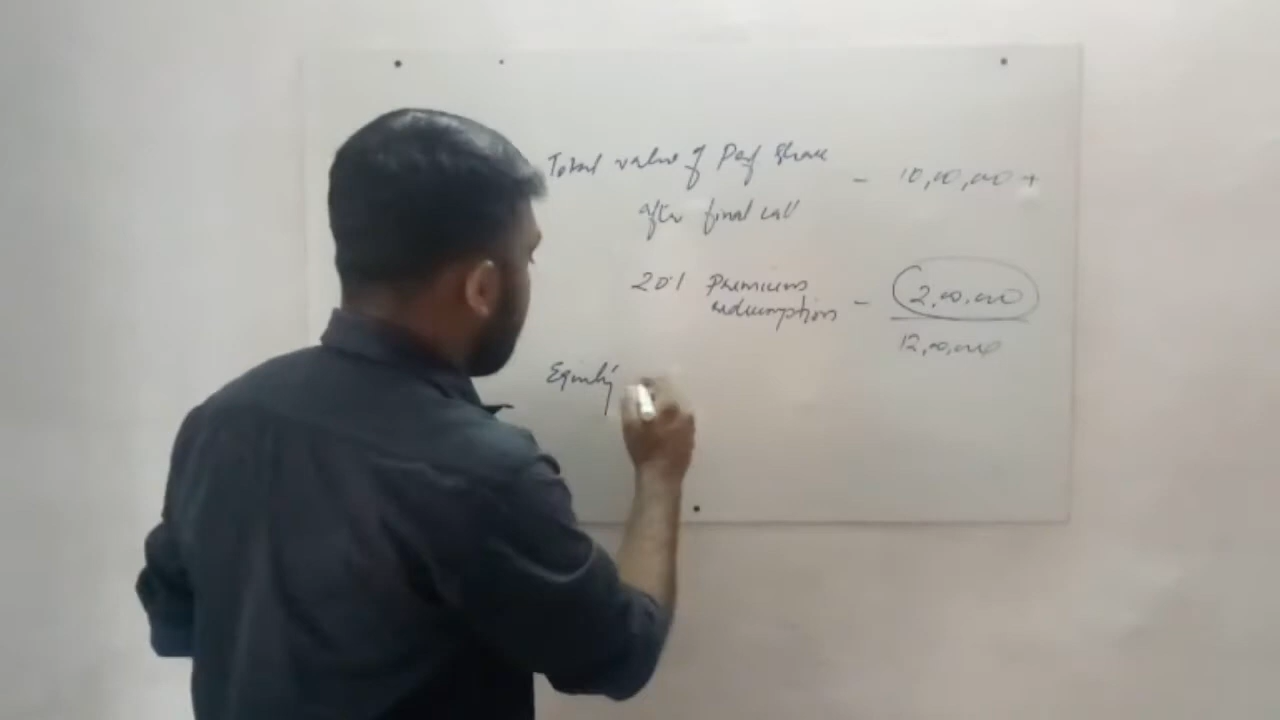 Total value of Pref share - 10,00,000 +
after final call
20% Premium
redumption - 2,00,000
12,00,000
Equity